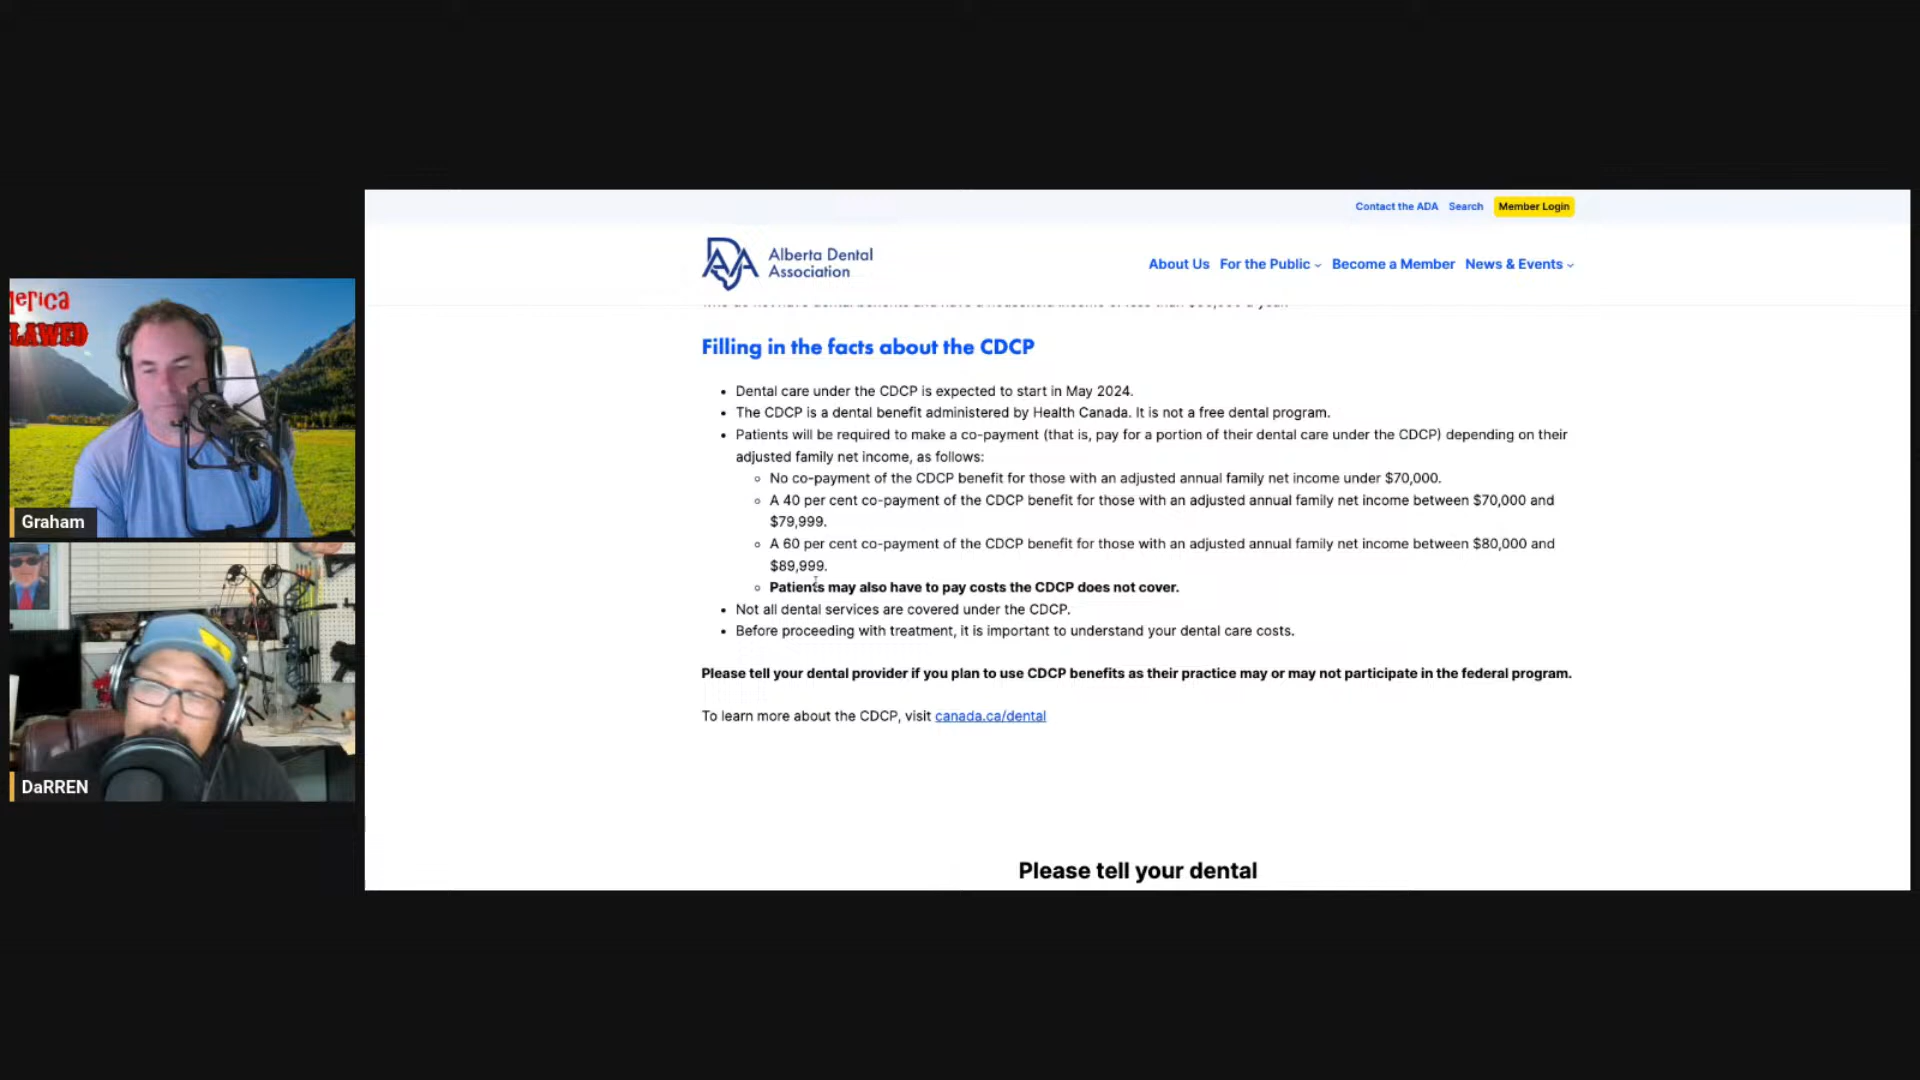 Contact the ADA Search Member Login
Alberta Dental
Association
About Us For the Public Become a Member News & Events
Filling in the facts about the CDCP
• Dental care under the CDCP is expected to start in May 2024.
• The CDCP is a dental benefit administered by Health Canada. It is not a free dental program.
• Patients will be required to make a co-payment (that is, pay for a portion of their dental care under the CDCP) depending on their
adjusted family net income, as follows:
◦ No co-payment of the CDCP benefit for those with an adjusted annual family net income under $70,000.
◦ A 40 per cent co-payment of the CDCP benefit for those with an adjusted annual family net income between $70,000 and
$79,999.
◦ A 60 per cent co-payment of the CDCP benefit for those with an adjusted annual family net income between $80,000 and
$89,999.
◦ Patients may also have to pay costs the CDCP does not cover.
• Not all dental services are covered under the CDCP.
• Before proceeding with treatment, it is important to understand your dental care costs.
Please tell your dental provider if you plan to use CDCP benefits as their practice may or may not participate in the federal program.
To learn more about the CDCP, visit canada.ca/dental
Please tell your dental
Graham
DaRREN